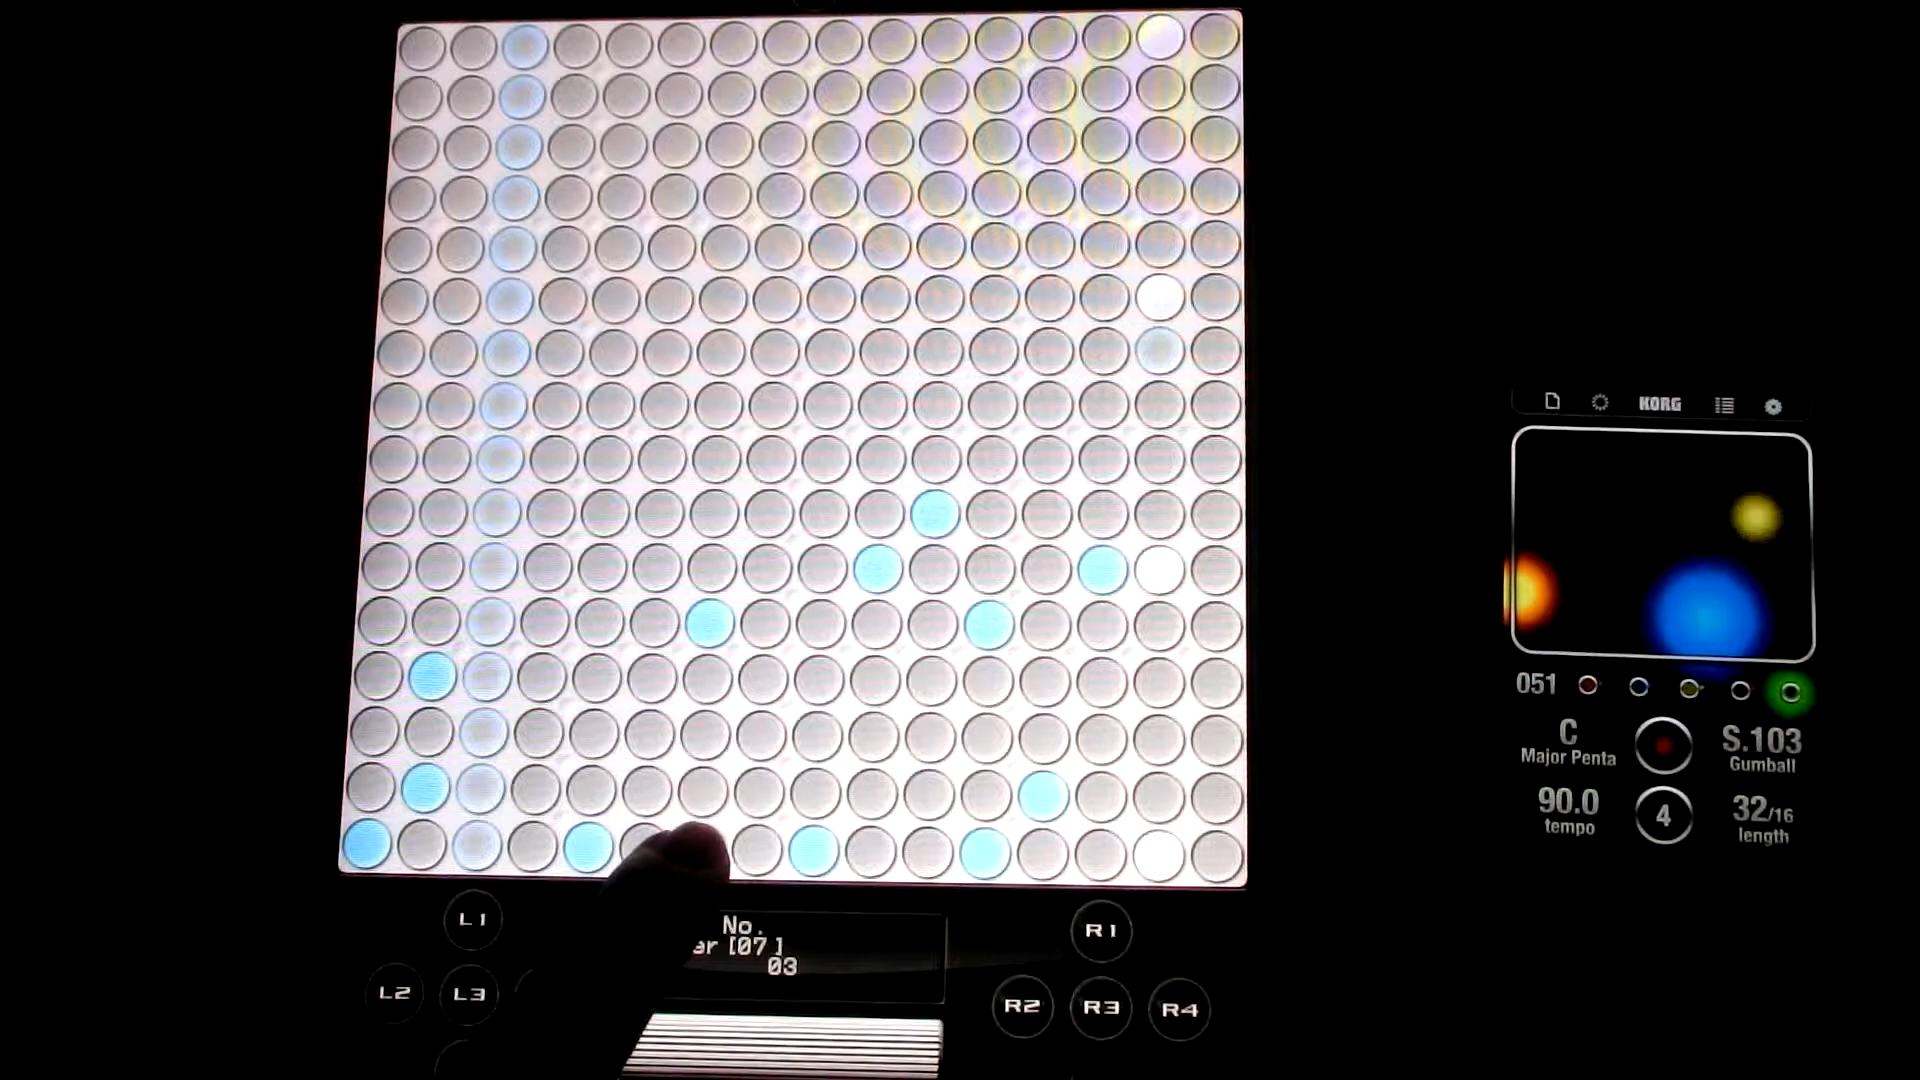 KORG
051
C
Major Penta
S.103
Gumball
90.0
tempo
4
32/16
length
L1
L2
L3
No.
er [07]
03
R1
R2
R3
R4